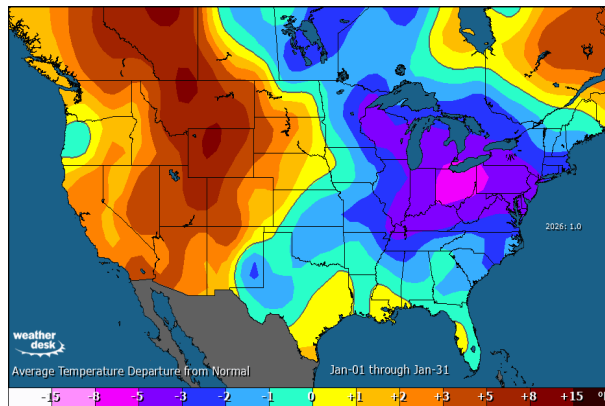 2026: 1.0
weather
desk
Average Temperature Departure from Normal
Jan-01 through Jan-31
-15 -8 -5 -3 -2 -1 0 +1 +2 +3 +5 +8 +15 °F